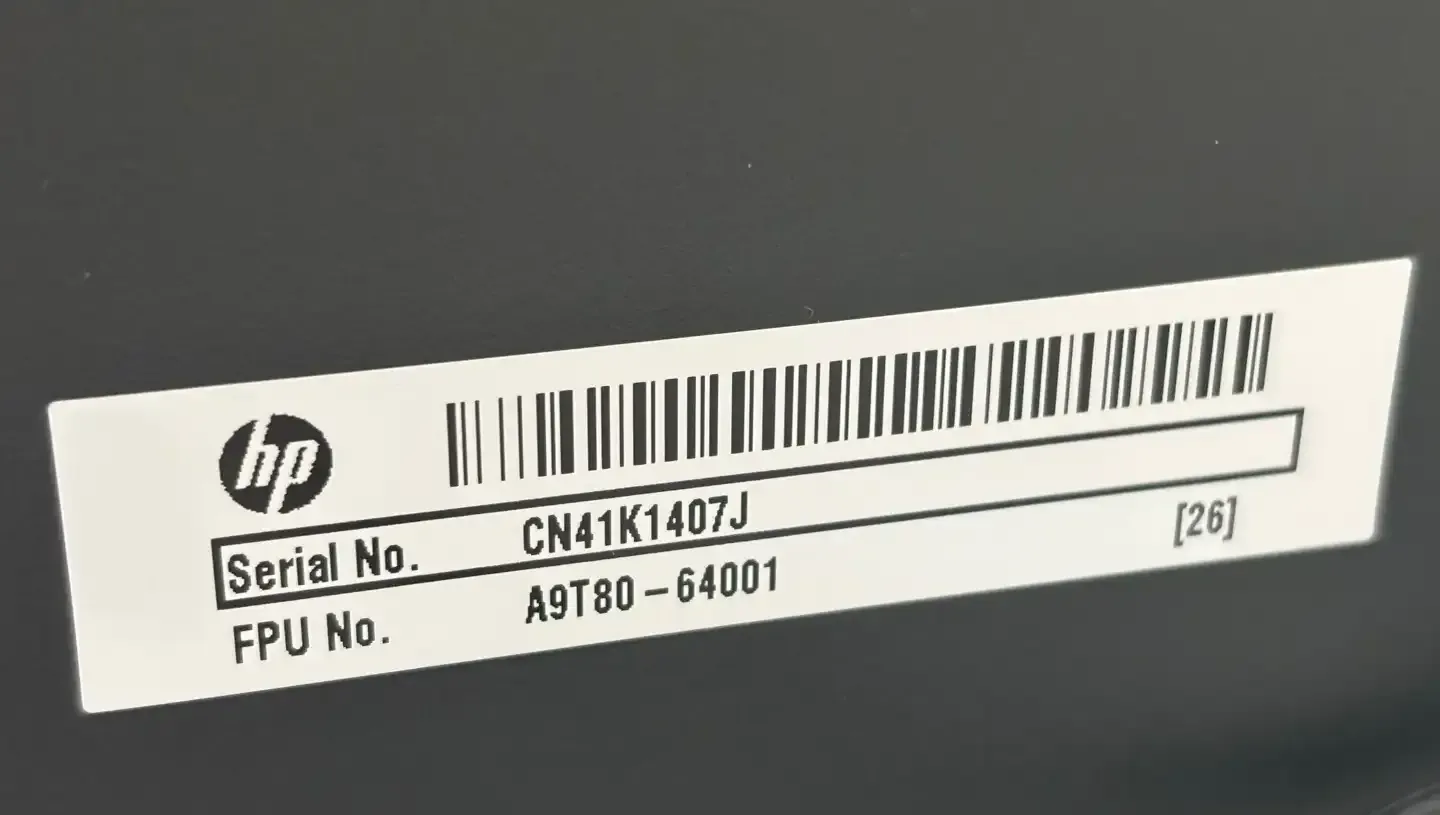 hp
Serial No. CN41K1407J
FPU No. A9T80-64001 [26]